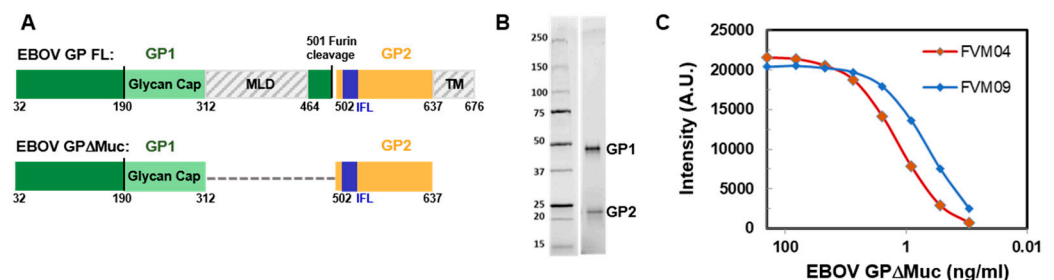 A
EBOV GP FL:
GP1
501 Furin
cleavage
GP2
Glycan Cap
MLD
TM
32
190
312
464
502
IFL
637
676
EBOV GPΔMuc:
GP1
GP2
Glycan Cap
32
190
312
502
IFL
637
B
250
150
100
75
50
37
25
20
15
GP1
GP2
C
25000
20000
15000
10000
5000
0
Intensity (A.U.)
FVM04
FVM09
100
1
0.01
EBOV GPΔMuc (ng/ml)